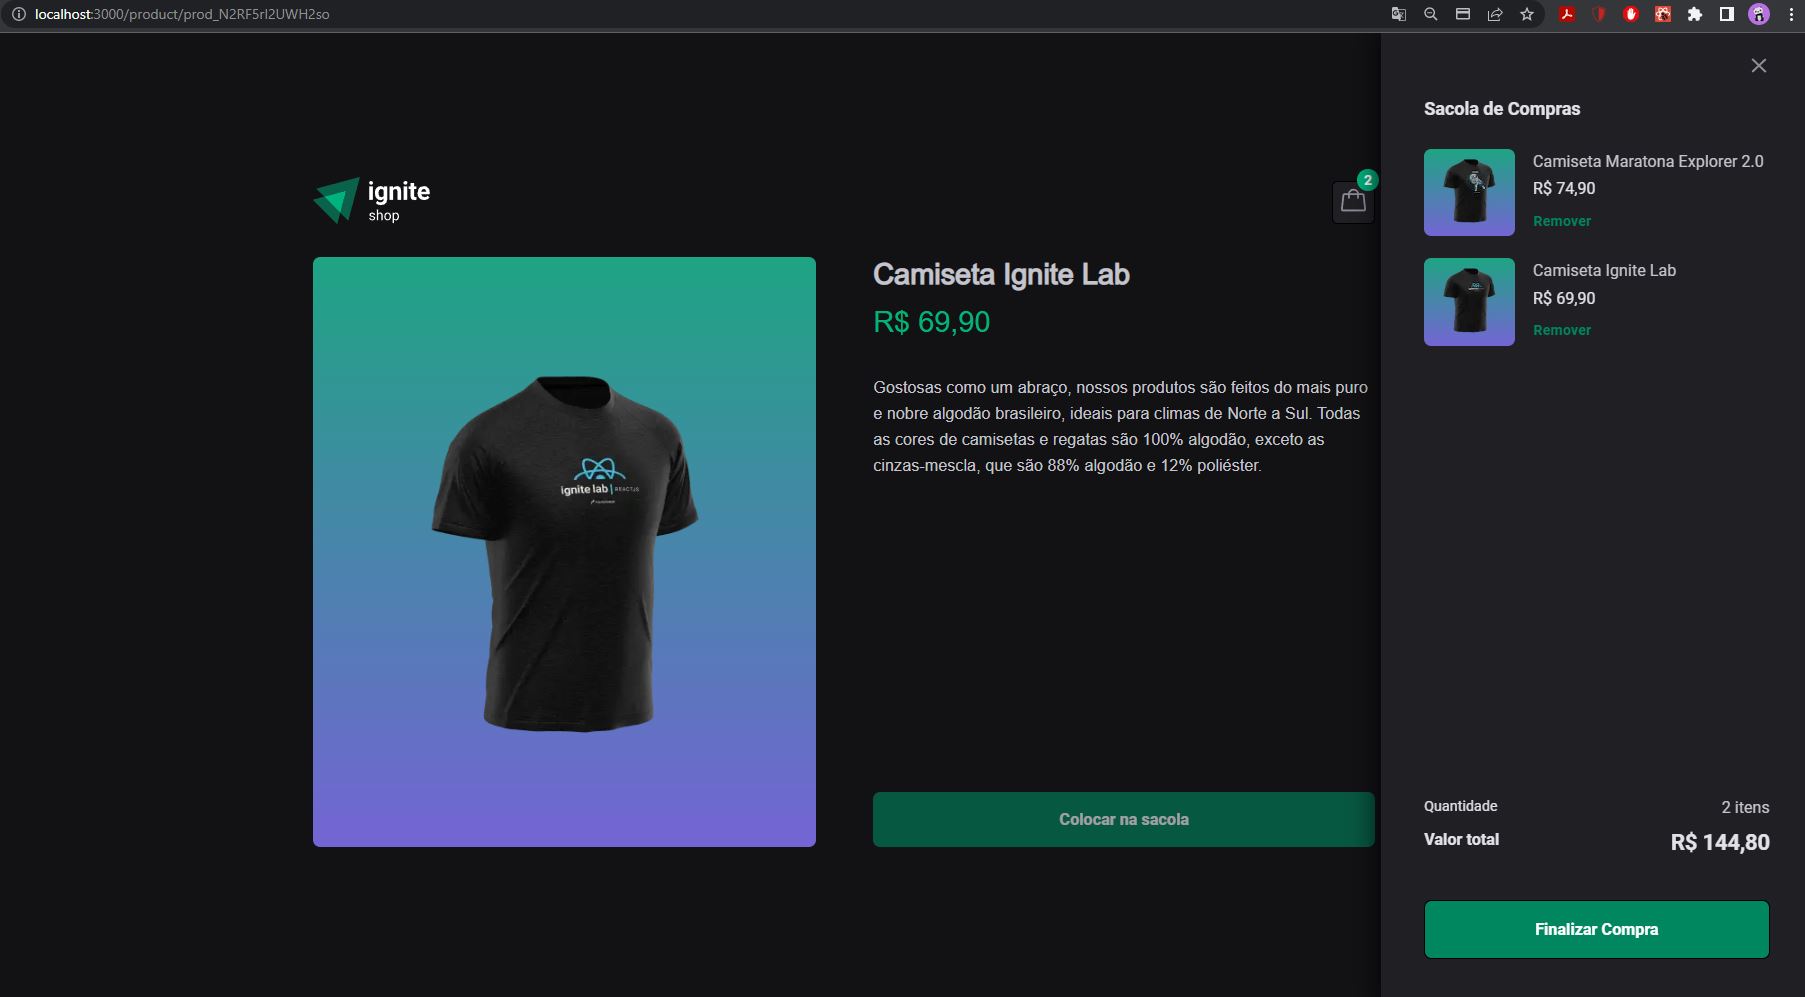 localhost:3000/product/prod_N2RF5rI2UWH2so
ignite
shop
2
Camiseta Ignite Lab
R$ 69,90
Gostosas como um abraço, nossos produtos são feitos do mais puro
e nobre algodão brasileiro, ideais para climas de Norte a Sul. Todas
as cores de camisetas e regatas são 100% algodão, exceto as
cinzas-mescla, que são 88% algodão e 12% poliéster.
ignite lab | REACTJS
Colocar na sacola
Sacola de Compras
Camiseta Maratona Explorer 2.0
R$ 74,90
Remover
Camiseta Ignite Lab
R$ 69,90
Remover
Quantidade 2 itens
Valor total R$ 144,80
Finalizar Compra